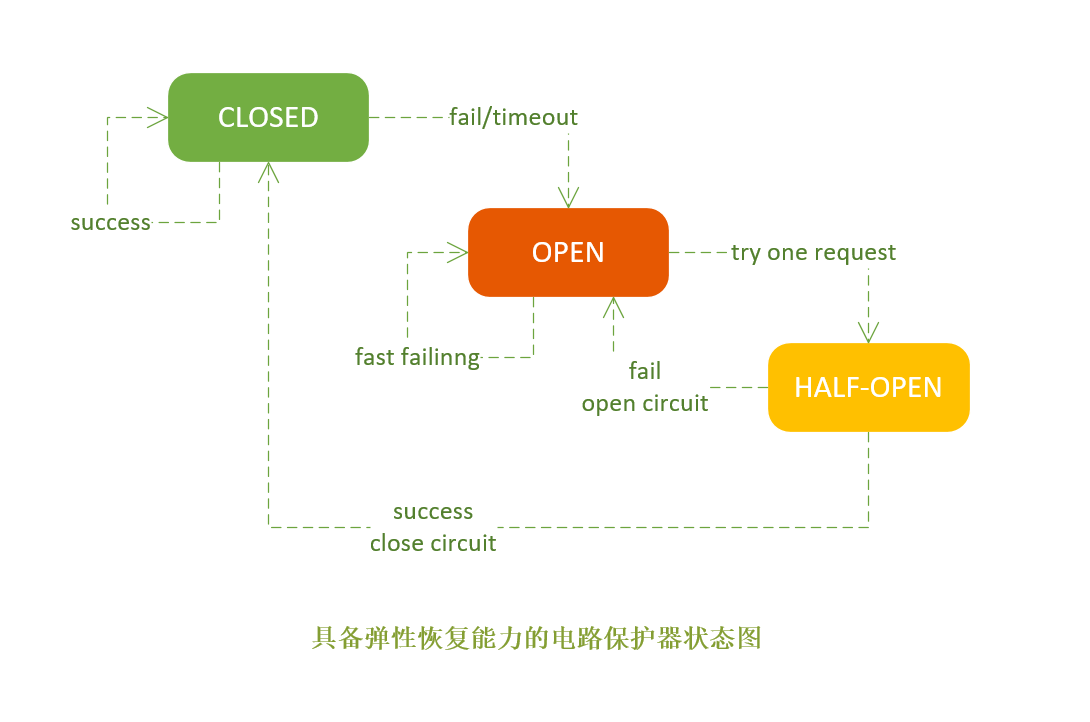 CLOSED
fail/timeout
success
OPEN
try one request
fast failinng
fail
open circuit
HALF-OPEN
success
close circuit
具备弹性恢复能力的电路保护器状态图